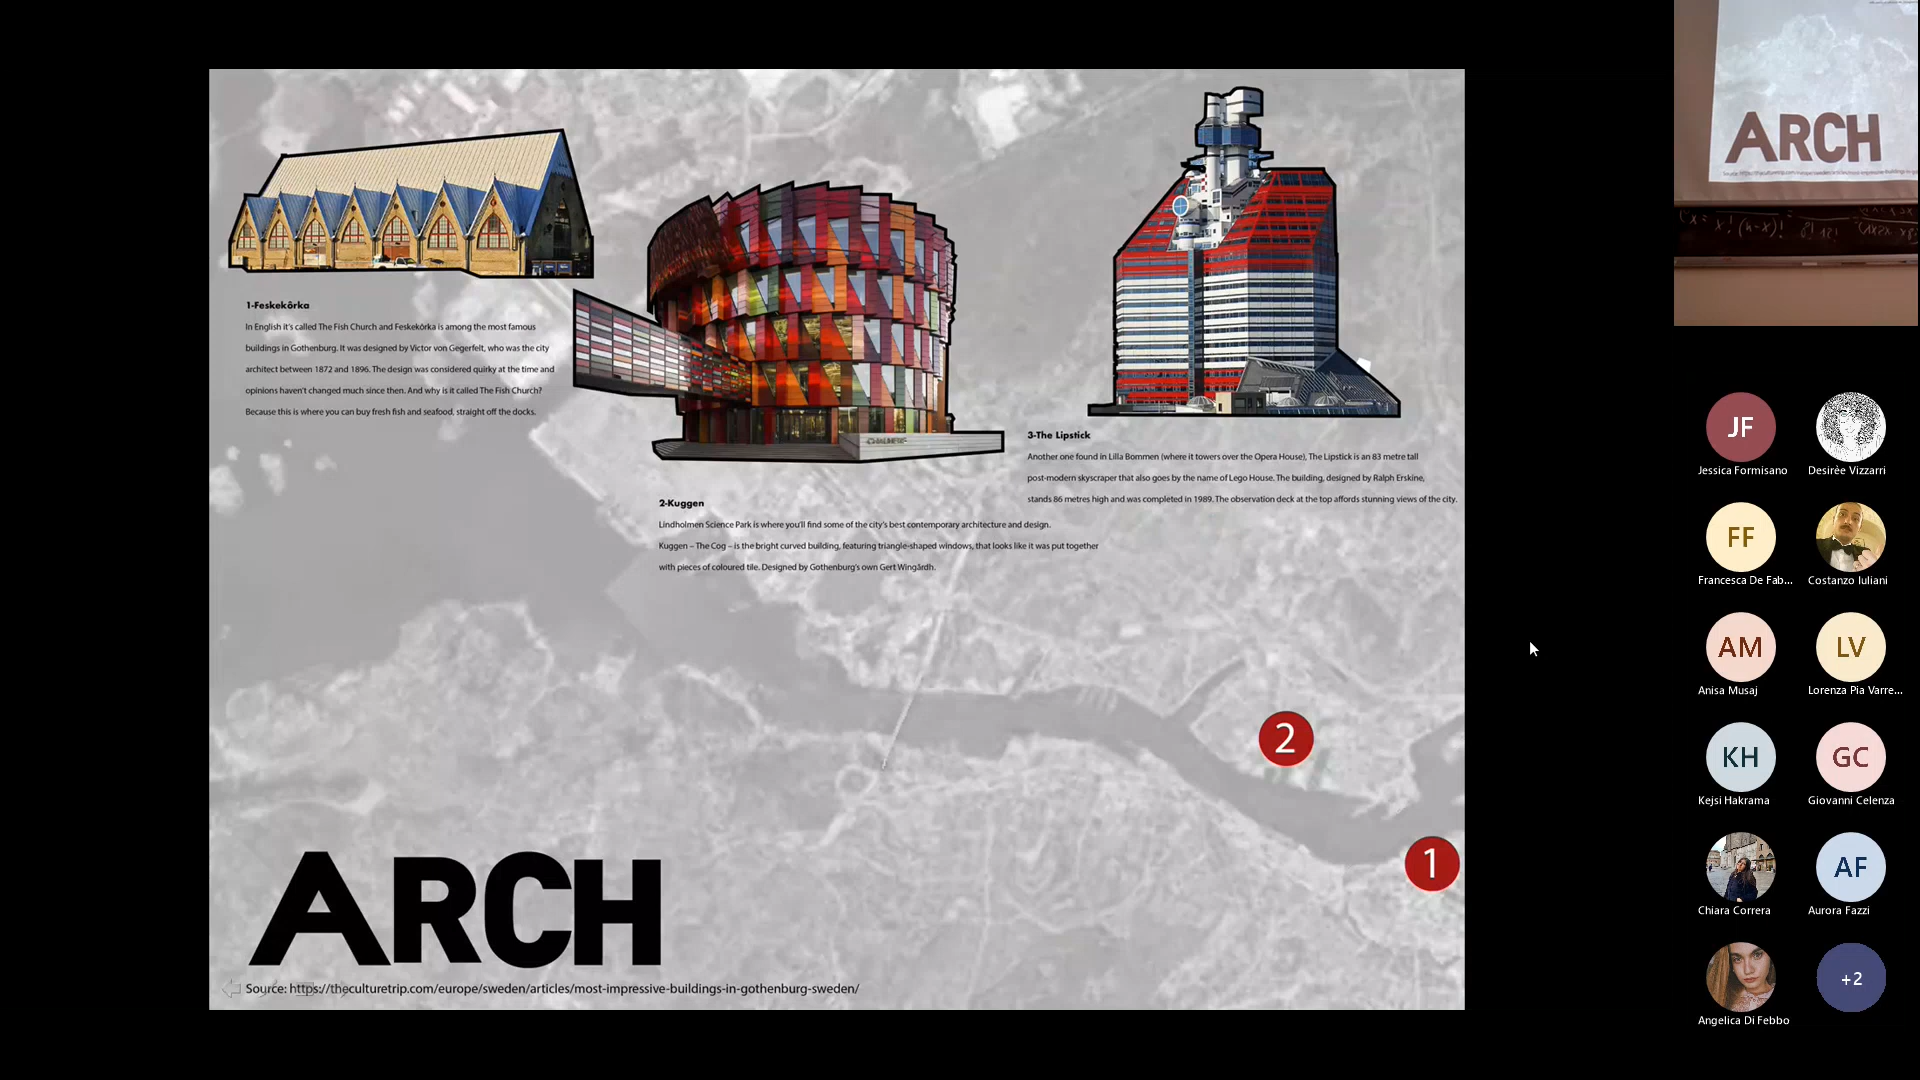 1-Feskekôrka
In English it's called The Fish Church and Feskekôrka is among the most famous
buildings in Gothenburg. It was designed by Victor von Gegerfelt, who was the city
architect between 1872 and 1896. The design was considered quirky at the time and
opinions haven't changed much since then. And why is it called The Fish Church?
Because this is where you can buy fresh fish and seafood, straight off the docks.
CHALMERS
2-Kuggen
Lindholmen Science Park is where you'll find some of the city's best contemporary architecture and design.
Kuggen – The Cog – is the bright curved building, featuring triangle-shaped windows, that looks like it was put together
with pieces of coloured tile. Designed by Gothenburg's own Gert Wingårdh.
3-The Lipstick
Another one found in Lilla Bommen (where it towers over the Opera House), The Lipstick is an 83 metre tall
post-modern skyscraper that also goes by the name of Lego House. The building, designed by Ralph Erskine,
stands 86 metres high and was completed in 1989. The observation deck at the top affords stunning views of the city.
2
1
ARCH
Source: https://theculturetrip.com/europe/sweden/articles/most-impressive-buildings-in-gothenburg-sweden/
ARCH
JF
Jessica Formisano
Desirèe Vizzarri
FF
Francesca De Fab...
Costanzo Iuliani
AM
Anisa Musaj
LV
Lorenza Pia Varre...
KH
Kejsi Hakrama
GC
Giovanni Celenza
Chiara Correra
AF
Aurora Fazzi
Angelica Di Febbo
+2